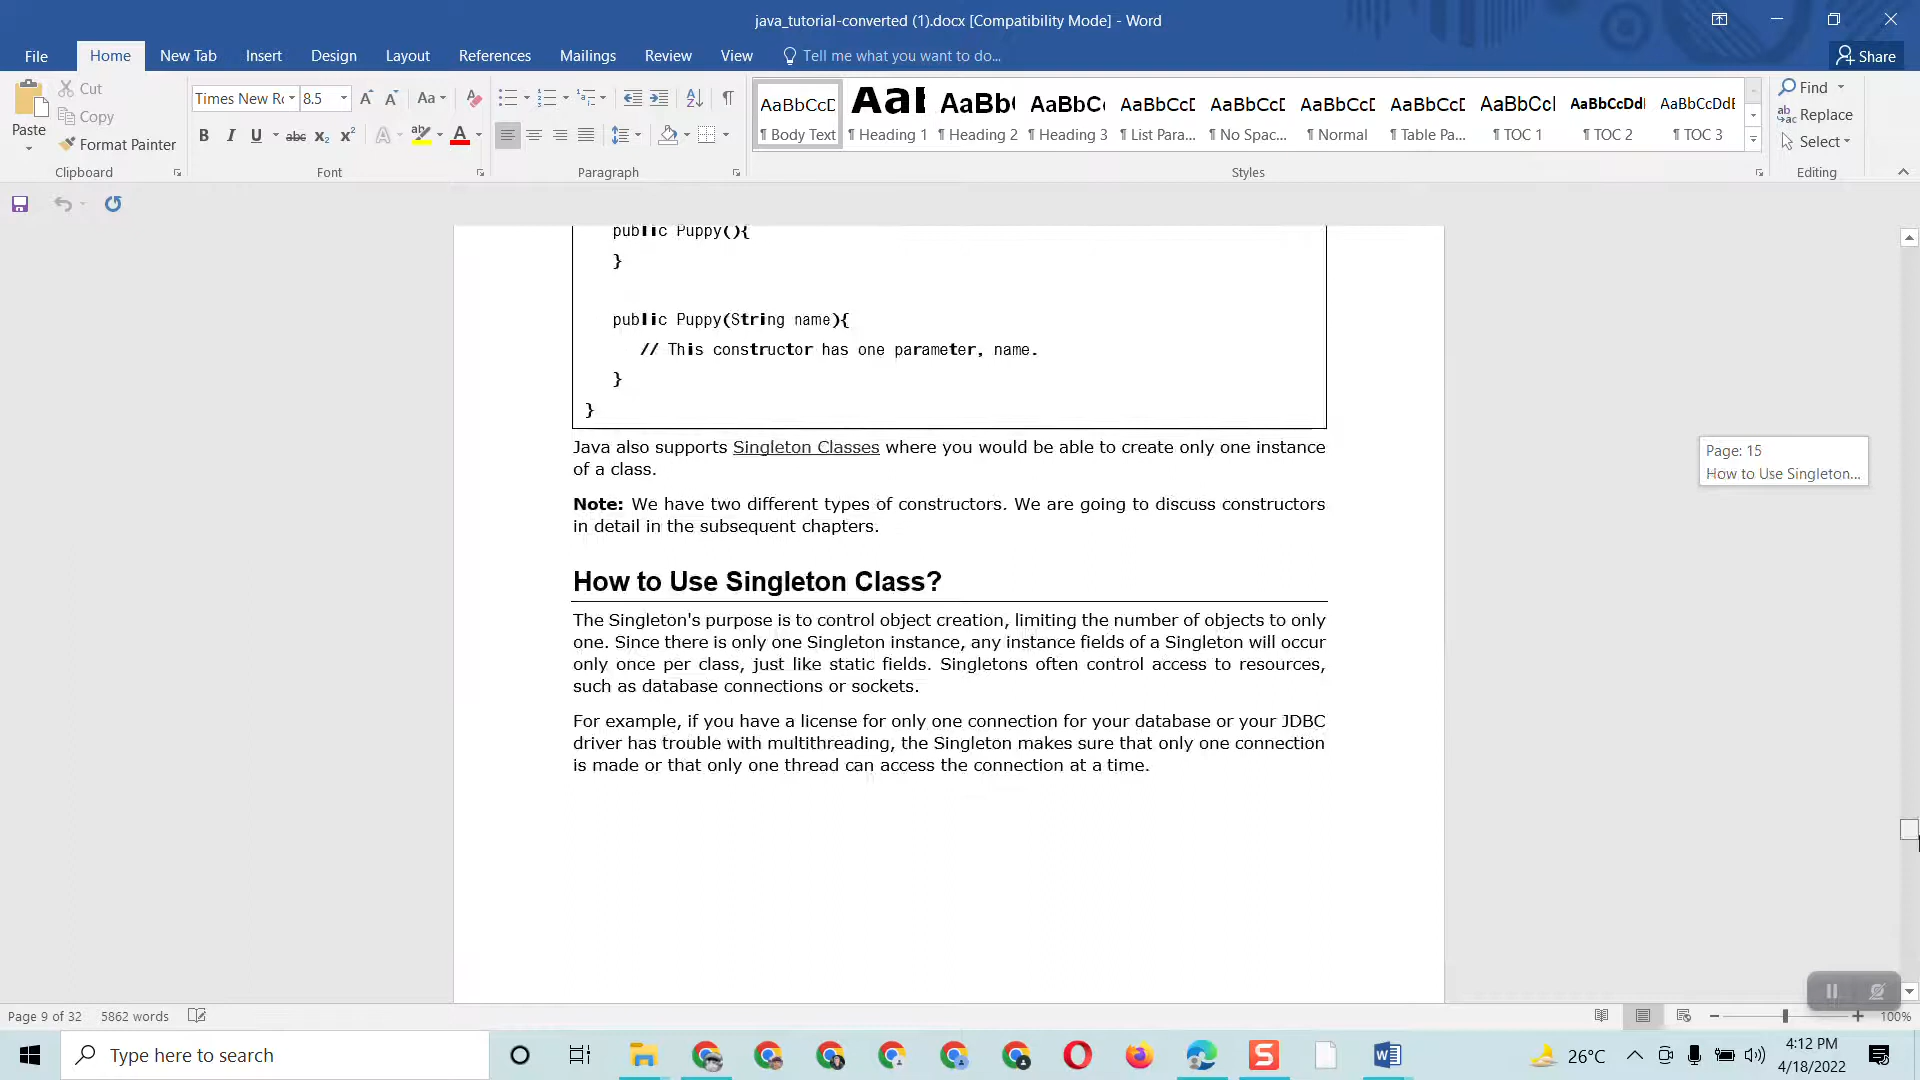 java_tutorial-converted (1).docx [Compatibility Mode] - Word
File Home New Tab Insert Design Layout References Mailings Review View Tell me what you want to do... Share
Paste
Cut
Copy
Format Painter
Clipboard
Times New Ro 8.5
Font
Paragraph
AaBbCcD AaI AaBb( AaBbC AaBbCcD AaBbCcD AaBbCcD AaBbCcD AaBbCcI AaBbCcDdI AaBbCcDdE
¶ Body Text ¶ Heading 1 ¶ Heading 2 ¶ Heading 3 ¶ List Para... ¶ No Spac... ¶ Normal ¶ Table Pa... ¶ TOC 1 ¶ TOC 2 ¶ TOC 3
Styles
Find
Replace
Select
Editing
public Puppy(){
}
public Puppy(String name){
// This constructor has one parameter, name.
}
}
Java also supports Singleton Classes where you would be able to create only one instance
of a class.
Note: We have two different types of constructors. We are going to discuss constructors
in detail in the subsequent chapters.
How to Use Singleton Class?
The Singleton's purpose is to control object creation, limiting the number of objects to only
one. Since there is only one Singleton instance, any instance fields of a Singleton will occur
only once per class, just like static fields. Singletons often control access to resources,
such as database connections or sockets.
For example, if you have a license for only one connection for your database or your JDBC
driver has trouble with multithreading, the Singleton makes sure that only one connection
is made or that only one thread can access the connection at a time.
Page: 15
How to Use Singleton...
Page 9 of 32 5862 words
100%
Type here to search
26°C
4:12 PM
4/18/2022